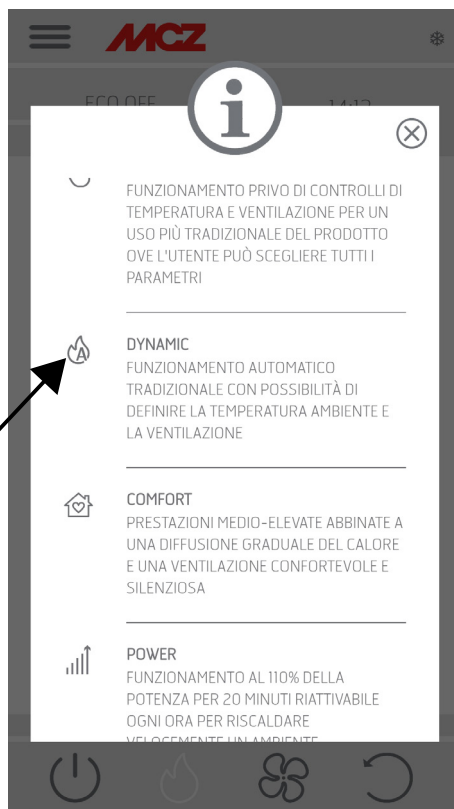 MCZ
ECO OFF 14:12
i
FUNZIONAMENTO PRIVO DI CONTROLLI DI
TEMPERATURA E VENTILAZIONE PER UN
USO PIÙ TRADIZIONALE DEL PRODOTTO
OVE L'UTENTE PUÒ SCEGLIERE TUTTI I
PARAMETRI
A
DYNAMIC
FUNZIONAMENTO AUTOMATICO
TRADIZIONALE CON POSSIBILITÀ DI
DEFINIRE LA TEMPERATURA AMBIENTE E
LA VENTILAZIONE
COMFORT
PRESTAZIONI MEDIO-ELEVATE ABBINATE A
UNA DIFFUSIONE GRADUALE DEL CALORE
E UNA VENTILAZIONE CONFORTEVOLE E
SILENZIOSA
POWER
FUNZIONAMENTO AL 110% DELLA
POTENZA PER 20 MINUTI RIATTIVABILE
OGNI ORA PER RISCALDARE
VELOCEMENTE UN AMBIENTE